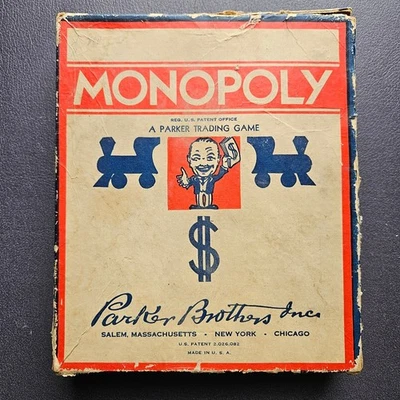 MONOPOLY
REG. U. S. PATENT OFFICE
A PARKER TRADING GAME
$
$
Parker Brothers Inc.
SALEM, MASSACHUSETTS • NEW YORK • CHICAGO
U. S. PATENT 2,026,082
MADE IN U. S. A.